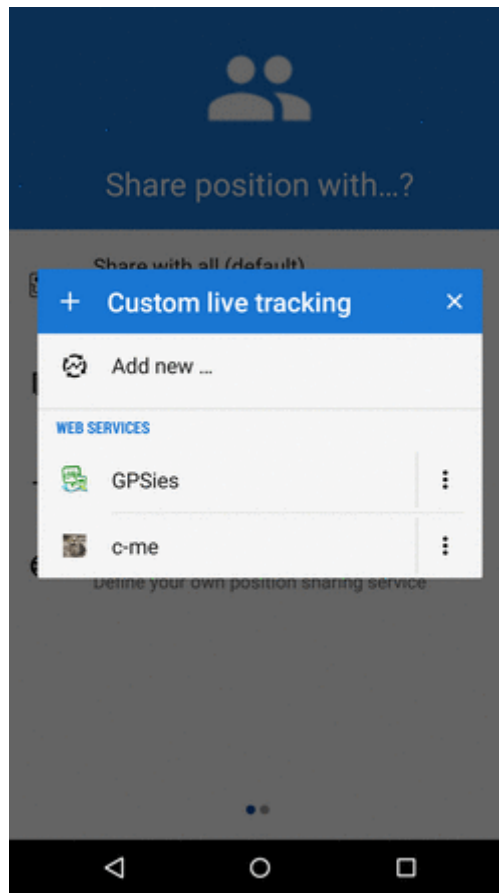 Share position with...?
Share with all (default)
Custom live tracking
Add new ...
WEB SERVICES
GPSies
c-me
Define your own position sharing service